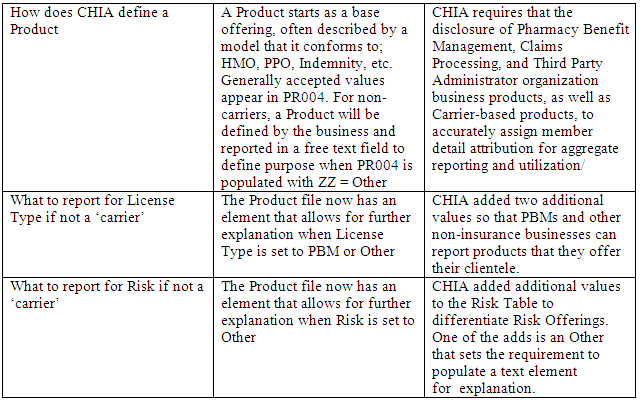 How does CHIA define a
Product
A Product starts as a base
offering, often described by a
model that it conforms to;
HMO, PPO, Indemnity, etc.
Generally accepted values
appear in PR004. For non-
carriers, a Product will be
defined by the business and
reported in a free text field to
define purpose when PR004 is
populated with ZZ = Other
CHIA requires that the
disclosure of Pharmacy Benefit
Management, Claims
Processing, and Third Party
Administrator organization
business products, as well as
Carrier-based products, to
accurately assign member
detail attribution for aggregate
reporting and utilization/
What to report for License
Type if not a ‘carrier’
The Product file now has an
element that allows for further
explanation when License
Type is set to PBM or Other
CHIA added two additional
values so that PBMs and other
non-insurance businesses can
report products that they offer
their clientele.
What to report for Risk if not a
‘carrier’
The Product file now has an
element that allows for further
explanation when Risk is set to
Other
CHIA added additional values
to the Risk Table to
differentiate Risk Offerings.
One of the adds is an Other
that sets the requirement to
populate a text element
for explanation.